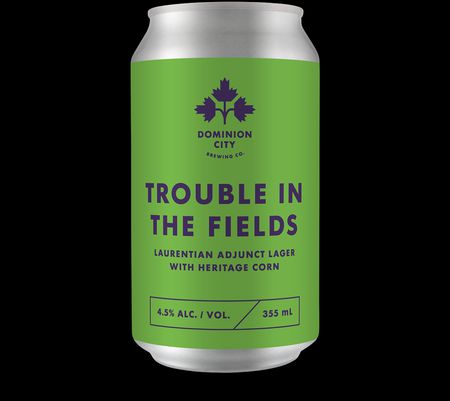 DOMINION
CITY
BREWING CO.
TROUBLE IN
THE FIELDS
LAURENTIAN ADJUNCT LAGER
WITH HERITAGE CORN
4.5% ALC. / VOL. 355 mL